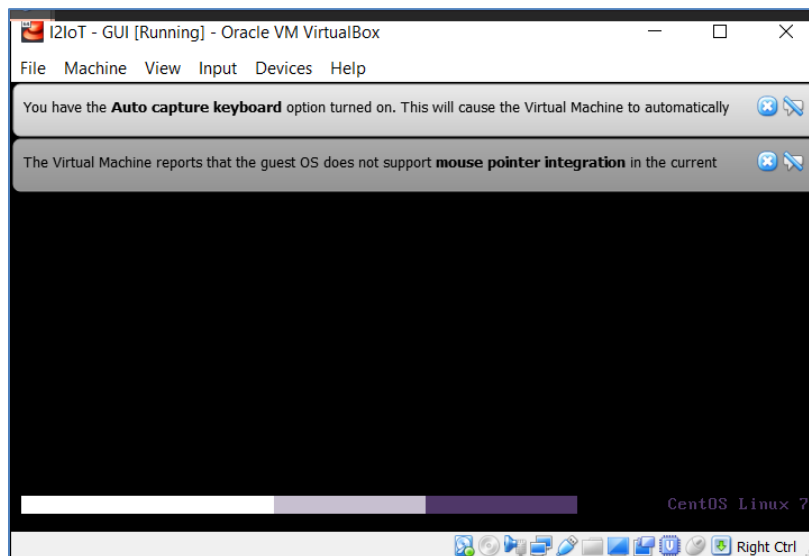 I2IoT - GUI [Running] - Oracle VM VirtualBox
File Machine View Input Devices Help
You have the Auto capture keyboard option turned on. This will cause the Virtual Machine to automatically
The Virtual Machine reports that the guest OS does not support mouse pointer integration in the current
CentOS Linux 7
Right Ctrl